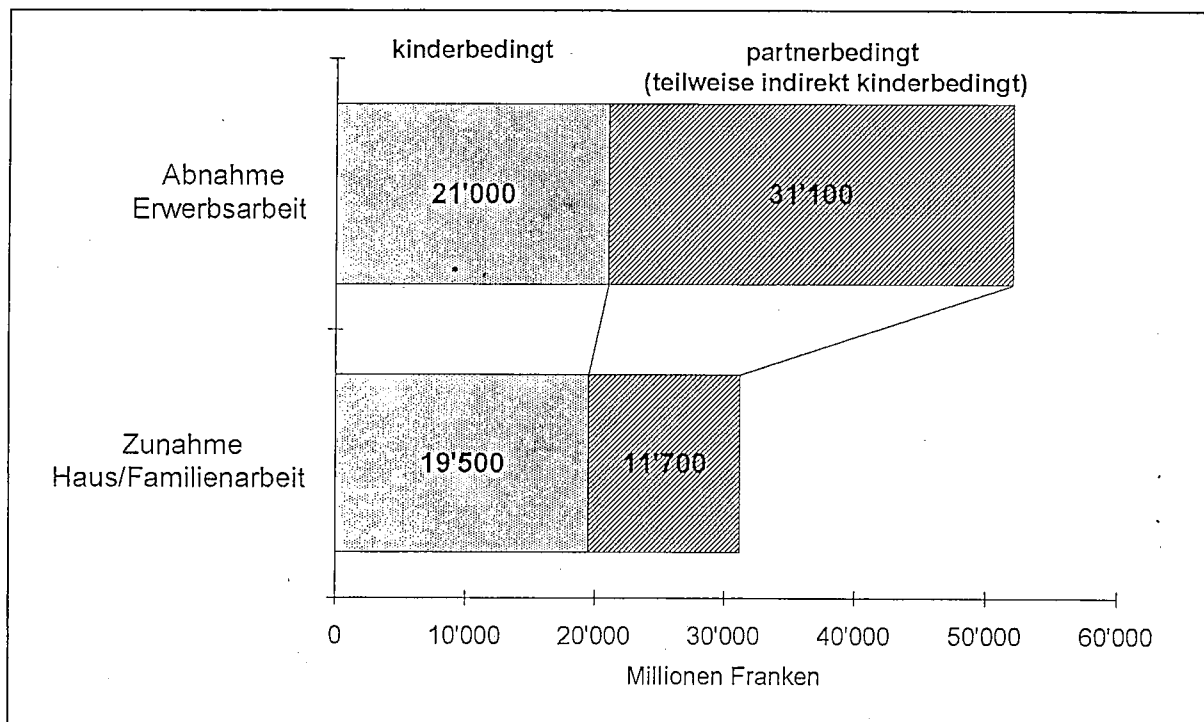 kinderbedingt
partnerbedingt
(teilweise indirekt kinderbedingt)
Abnahme
Erwerbsarbeit
21'000
31'100
Zunahme
Haus/Familienarbeit
19'500
11'700
0
10'000
20'000
30'000
40'000
50'000
60'000
Millionen Franken